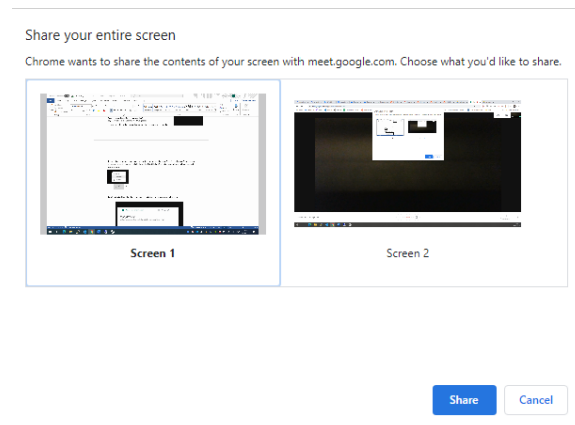 Share your entire screen
Chrome wants to share the contents of your screen with meet.google.com. Choose what you'd like to share.
Screen 1
Screen 2
Share
Cancel